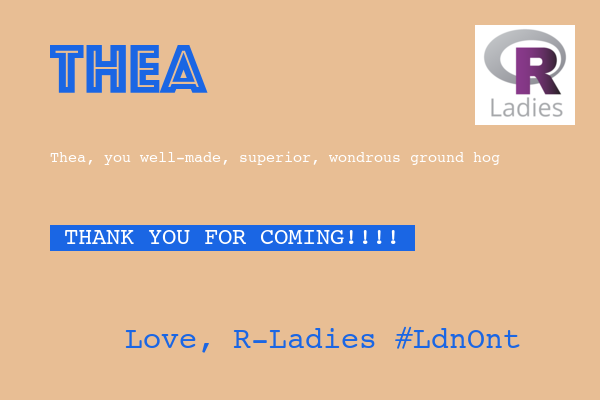 THEA
R
Ladies
Thea, you well-made, superior, wondrous ground hog
THANK YOU FOR COMING!!!!
Love, R-Ladies #LdnOnt